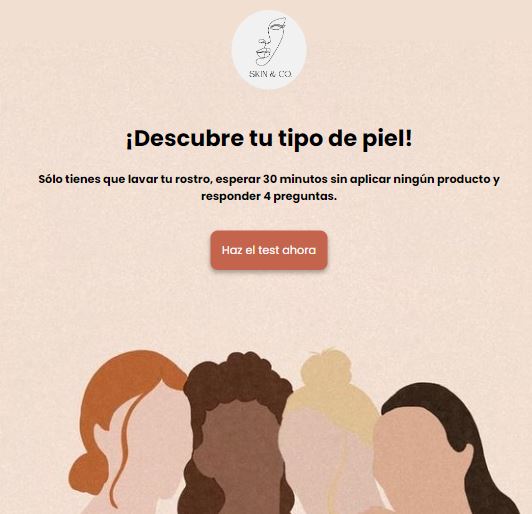 SKIN & CO.
¡Descubre tu tipo de piel!
Sólo tienes que lavar tu rostro, esperar 30 minutos sin aplicar ningún producto y
responder 4 preguntas.
Haz el test ahora